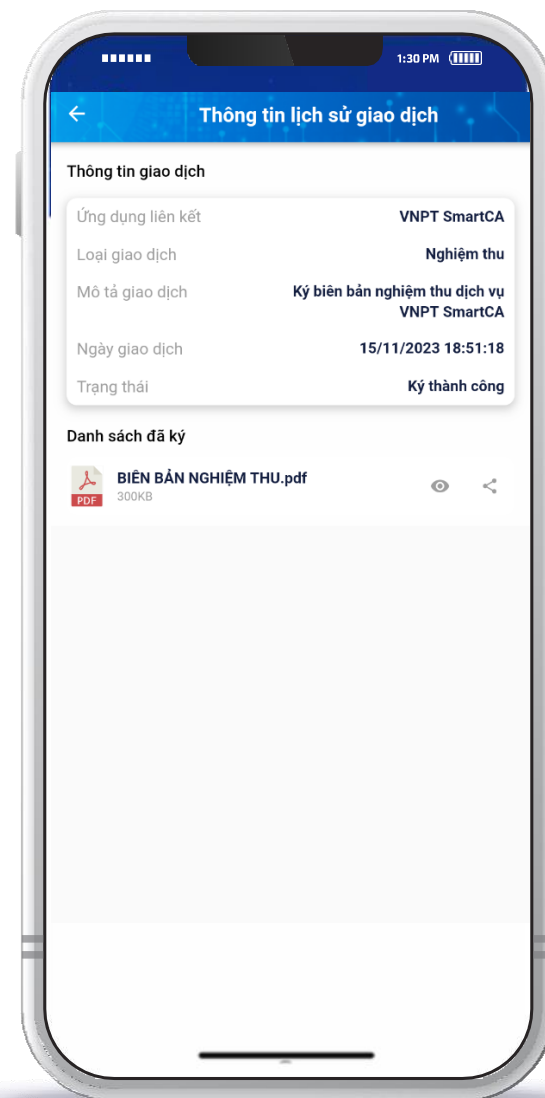 1:30 PM
Thông tin lịch sử giao dịch
Thông tin giao dịch
Ứng dụng liên kết VNPT SmartCA
Loại giao dịch Nghiệm thu
Mô tả giao dịch Ký biên bản nghiệm thu dịch vụ
VNPT SmartCA
Ngày giao dịch 15/11/2023 18:51:18
Trạng thái Ký thành công
Danh sách đã ký
BIÊN BẢN NGHIỆM THU.pdf
PDF 300KB